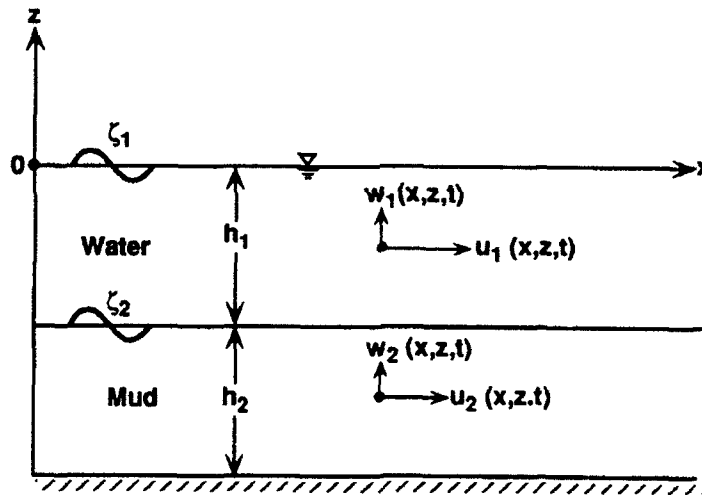 z
ζ1
0
x
w1(x,z,t)
Water
h1
u1 (x,z,t)
ζ2
w2 (x,z,t)
Mud
h2
u2 (x,z.t)